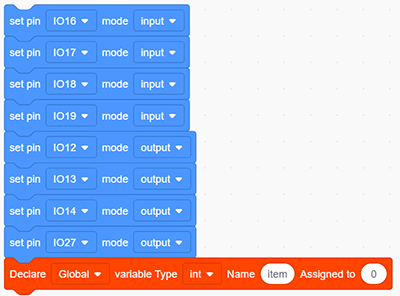 set pin IO16 mode input
set pin IO17 mode input
set pin IO18 mode input
set pin IO19 mode input
set pin IO12 mode output
set pin IO13 mode output
set pin IO14 mode output
set pin IO27 mode output
Declare Global variable Type int Name item Assigned to 0